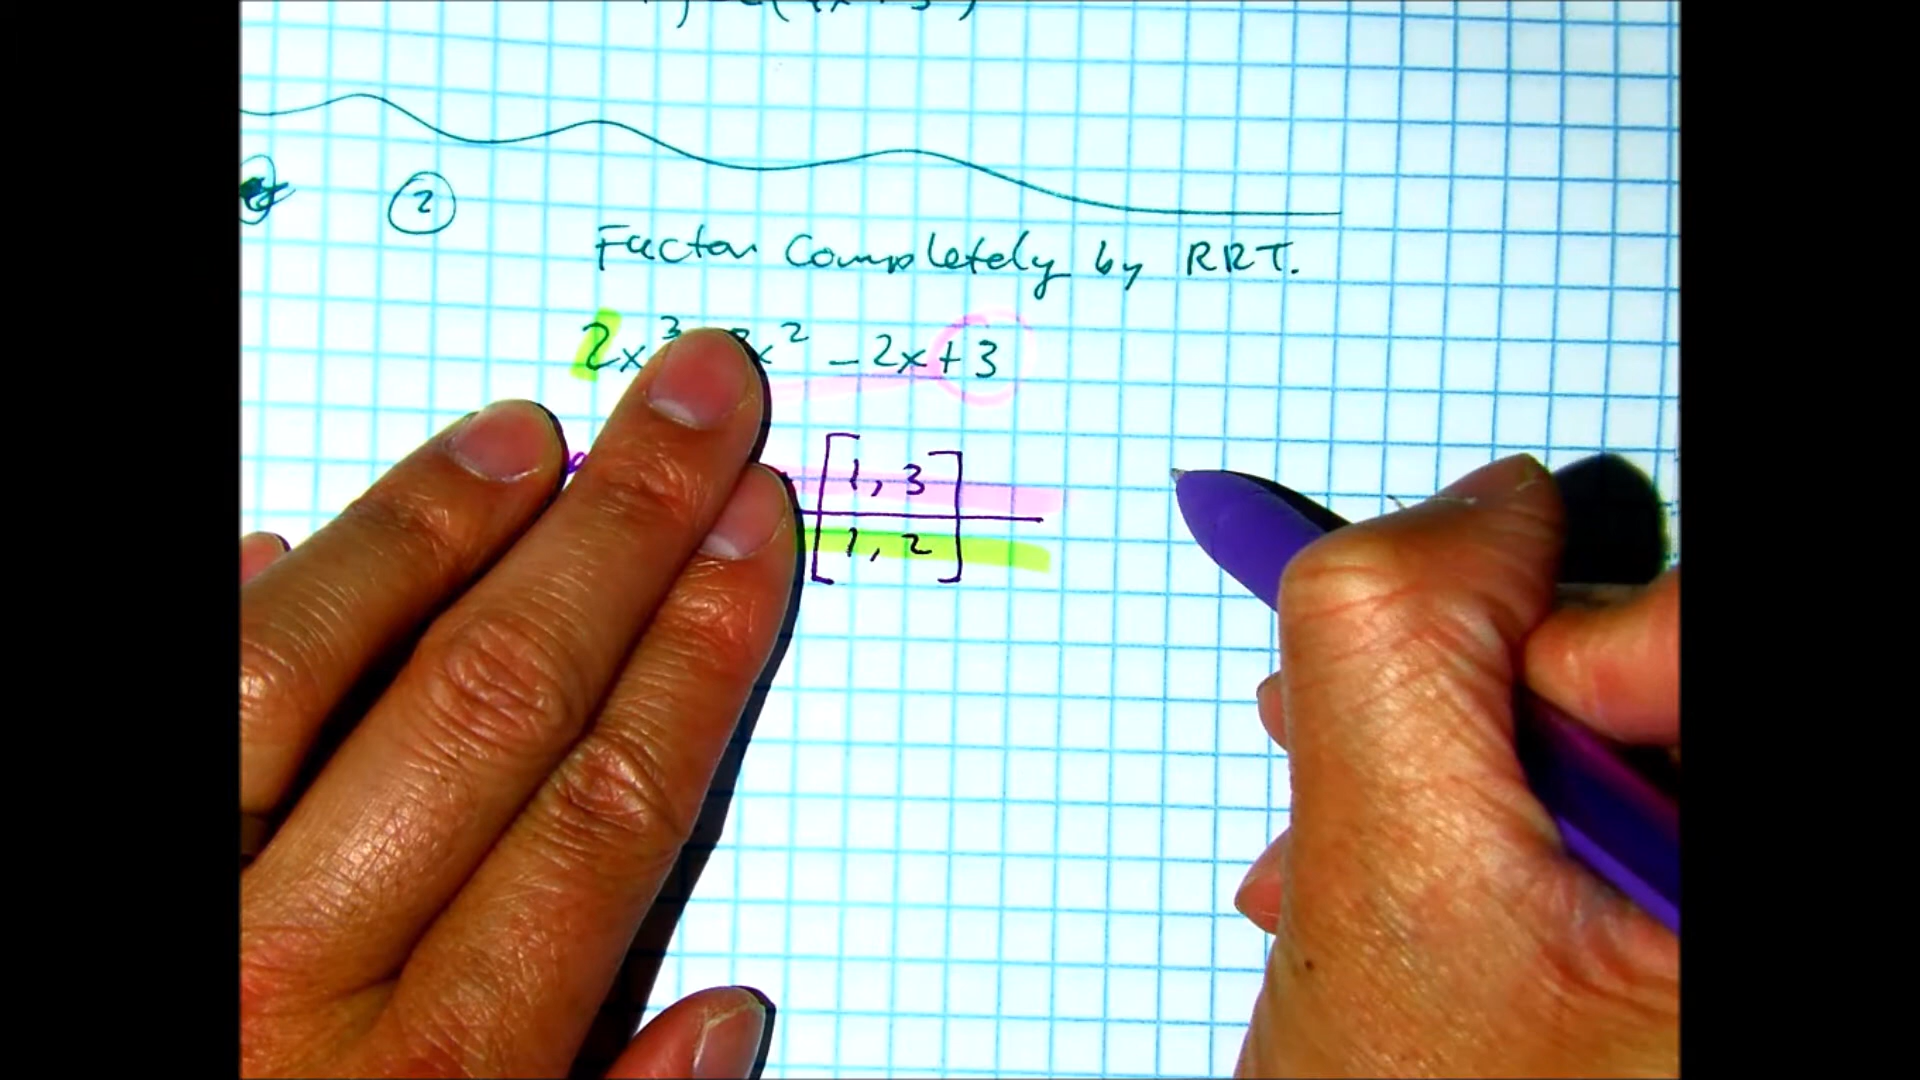 2
Factor Completely by RRT.
2x³ x² - 2x + 3
1, 3
1, 2